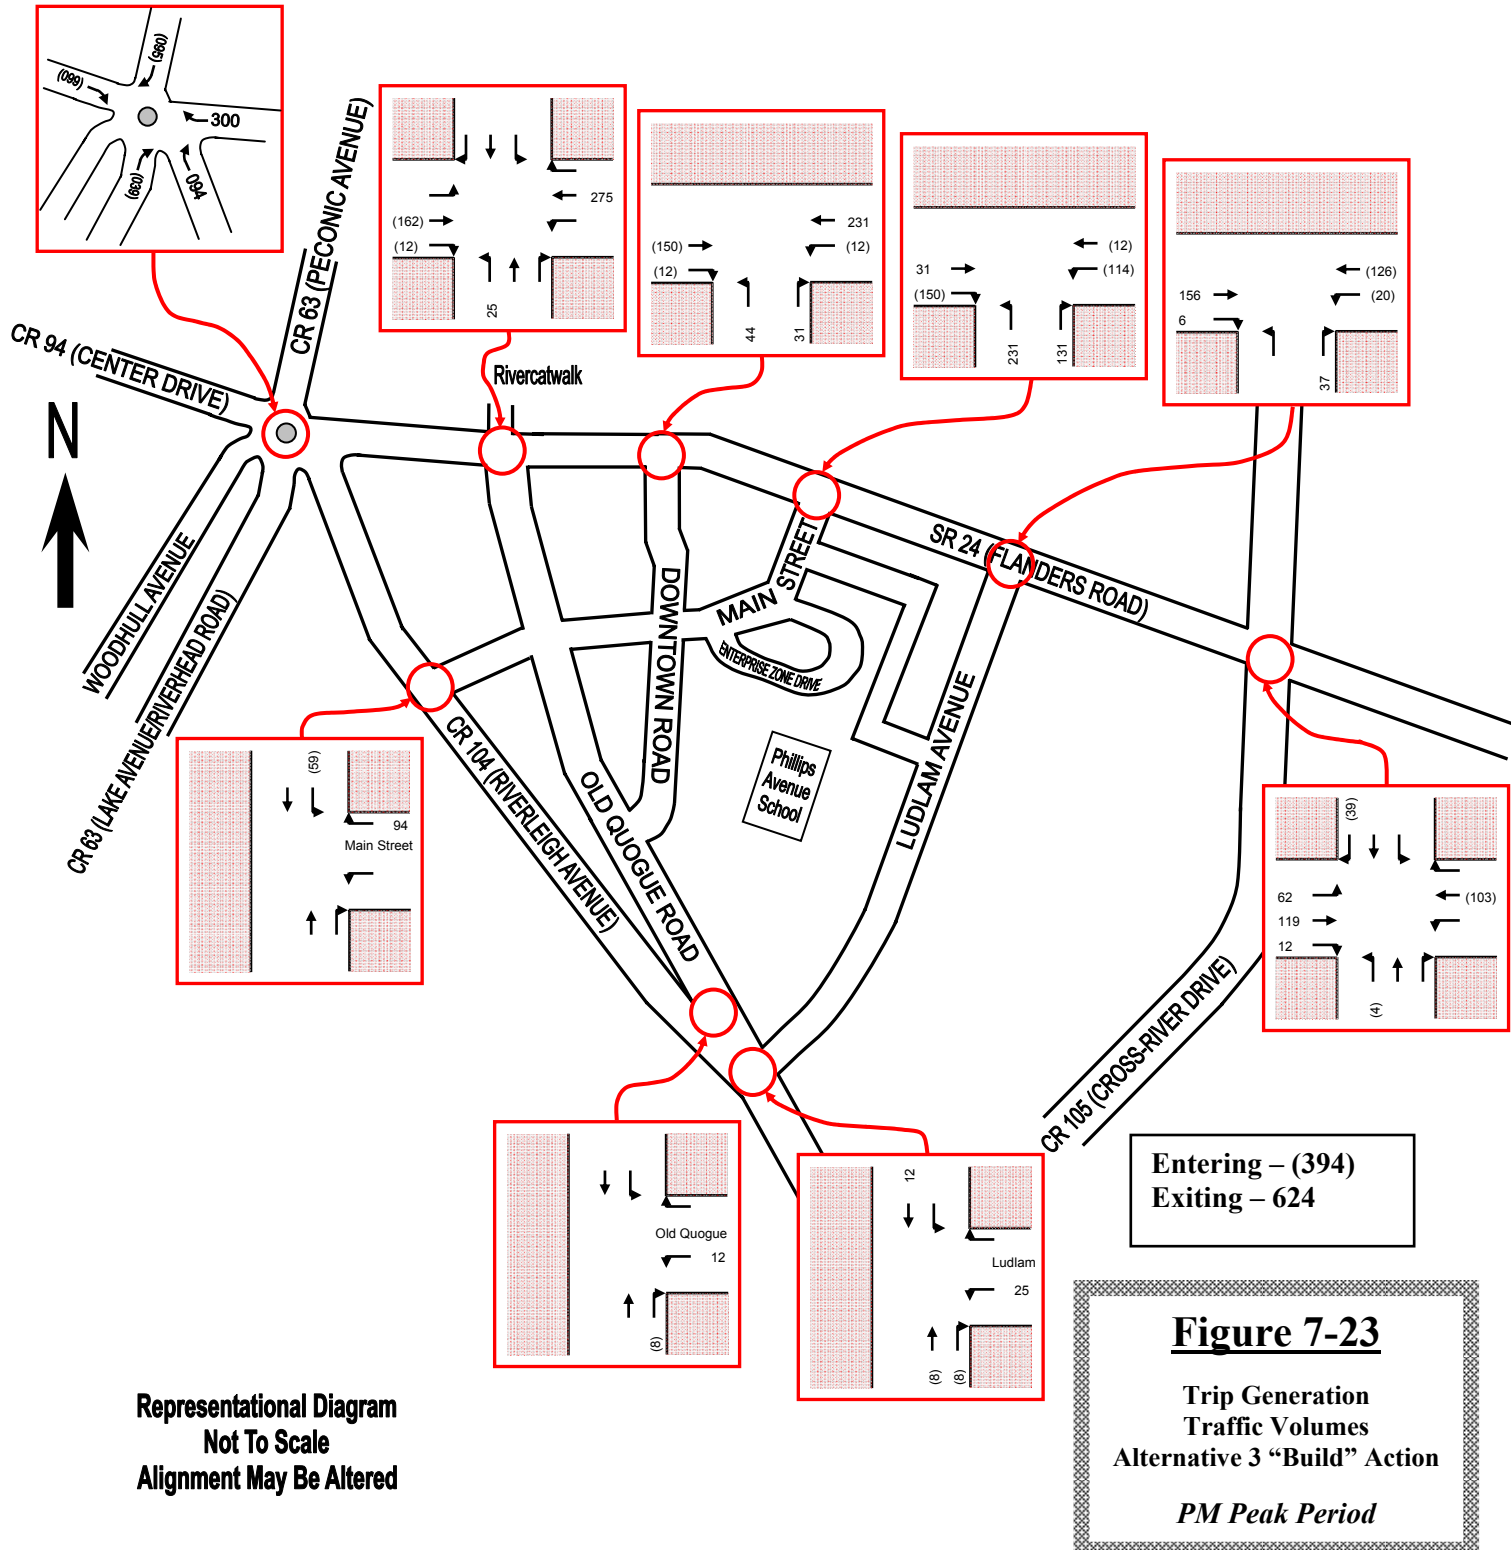 (095)
(099)
300
(039)
094
CR 63 (PECONIC AVENUE)
(162)
(12)
275
25
(150)
(12)
231
(12)
44
31
31
(150)
(12)
(114)
231
131
156
6
(126)
(20)
37
CR 94 (CENTER DRIVE)
N
Rivercatwalk
SR 24 (FLANDERS ROAD)
WOODHULL AVENUE
CR 63 (LAKE AVENUE/RIVERHEAD ROAD)
MAIN STREET
ENTERPRISE ZONE DRIVE
DOWNTOWN ROAD
Phillips
Avenue
School
LUDLAM AVENUE
CR 104 (RIVERLEIGH AVENUE)
OLD QUOGUE ROAD
CR 105 (CROSS-RIVER DRIVE)
(59)
94
Main Street
(39)
62
119
12
(103)
(4)
Old Quogue
12
(8)
12
Ludlam
25
(8)
(8)
Entering – (394)
Exiting – 624
Representational Diagram
Not To Scale
Alignment May Be Altered
Figure 7-23
Trip Generation
Traffic Volumes
Alternative 3 “Build” Action
PM Peak Period